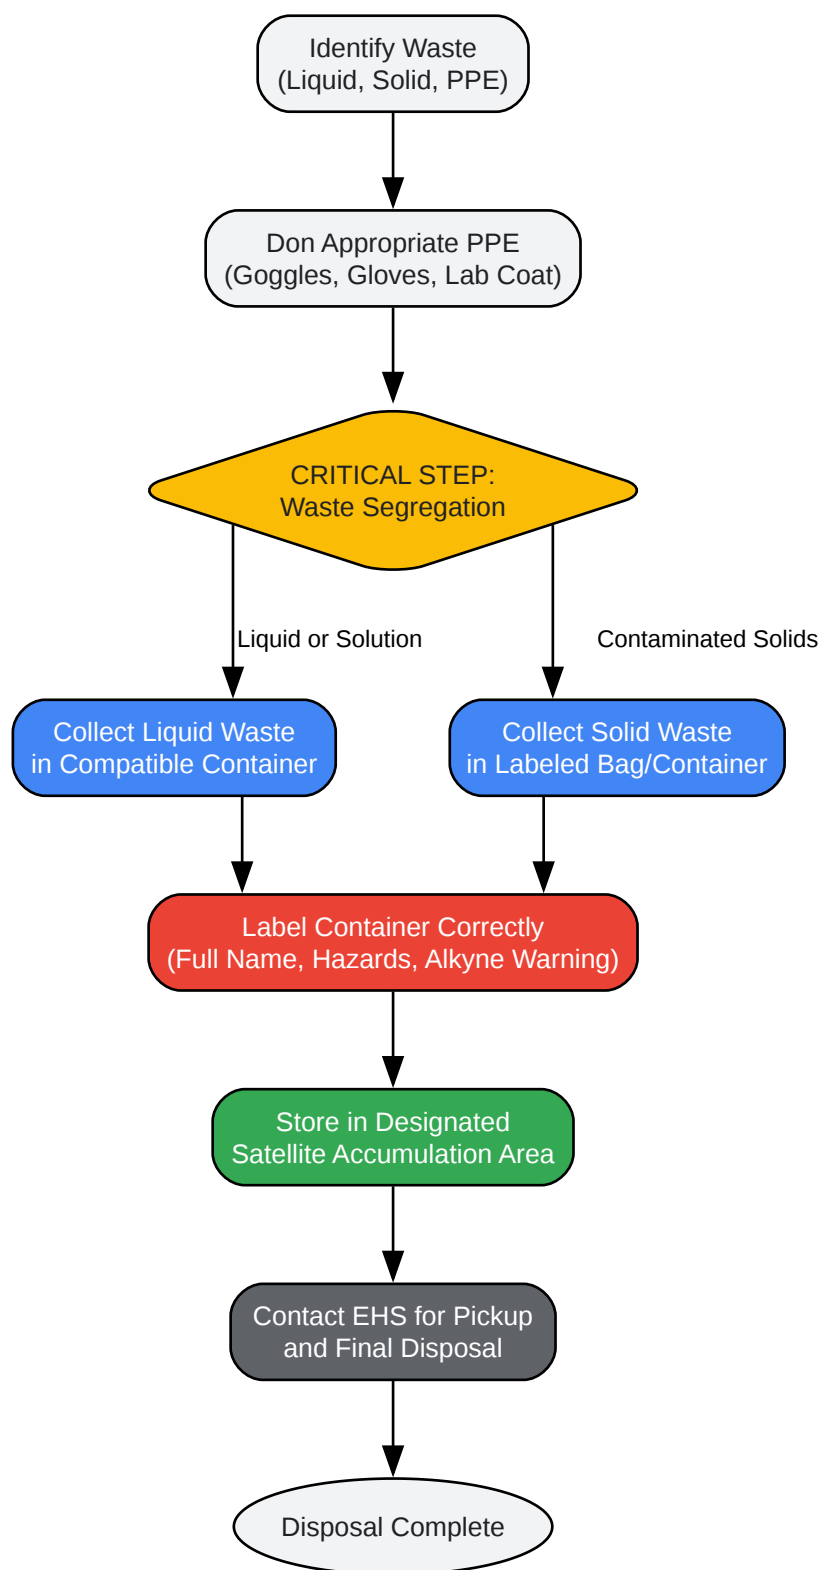 Identify Waste
(Liquid, Solid, PPE)
Don Appropriate PPE
(Goggles, Gloves, Lab Coat)
CRITICAL STEP:
Waste Segregation
Liquid or Solution
Contaminated Solids
Collect Liquid Waste
in Compatible Container
Collect Solid Waste
in Labeled Bag/Container
Label Container Correctly
(Full Name, Hazards, Alkyne Warning)
Store in Designated
Satellite Accumulation Area
Contact EHS for Pickup
and Final Disposal
Disposal Complete